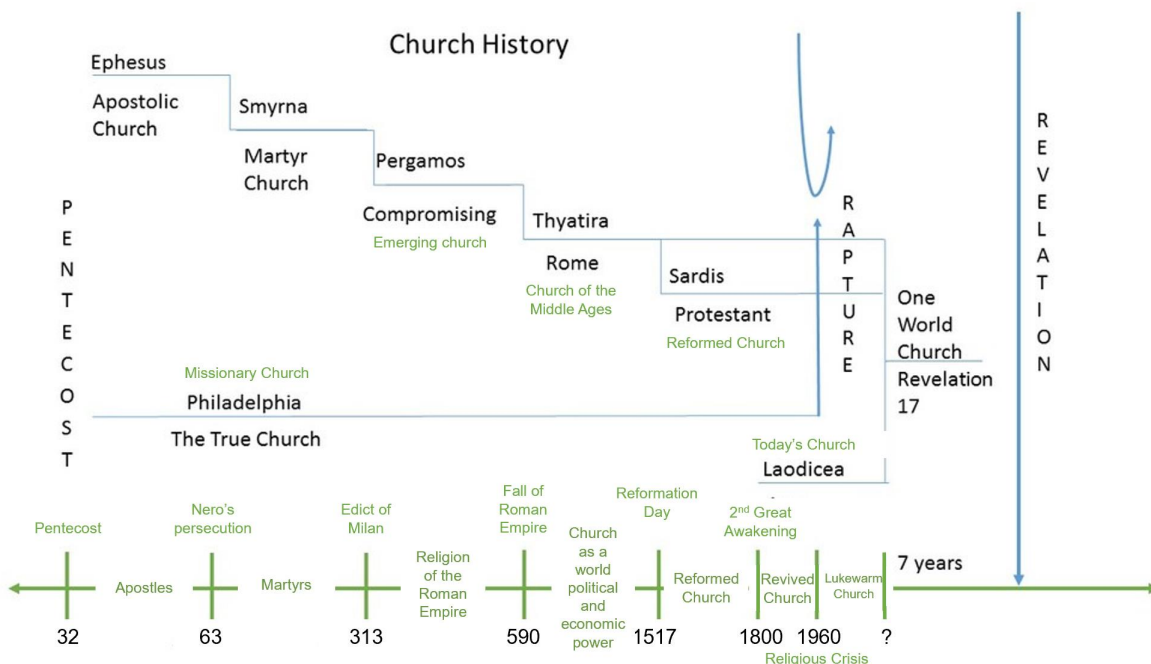 Church History
Ephesus
Apostolic
Church
Smyrna
Martyr
Church
Pergamos
Compromising
Emerging church
Thyatira
Rome
Church of the
Middle Ages
Sardis
Protestant
Reformed Church
PENTECOST
RAPTURE
REVELATION
One
World
Church
Revelation
17
Missionary Church
Philadelphia
The True Church
Today's Church
Laodicea
Pentecost
Nero's
persecution
Edict of
Milan
Fall of
Roman
Empire
Reformation
Day
2nd Great
Awakening
Apostles
Martyrs
Religion
of the
Roman
Empire
Church
as a
world
political
and
economic
power
Reformed
Church
Revived
Church
Lukewarm
Church
7 years
32
63
313
590
1517
1800
1960
?
Religious Crisis